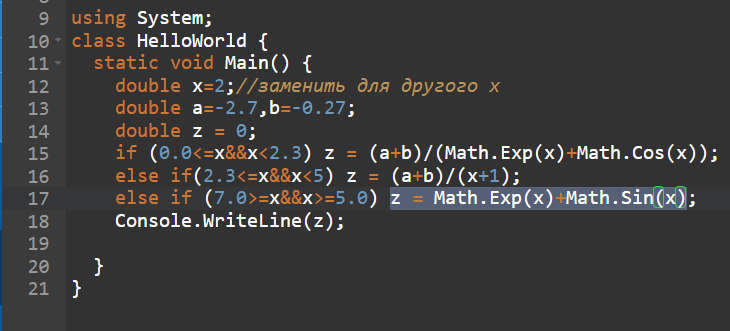 9 using System;
10 class HelloWorld {
11 static void Main() {
12 double x=2;//заменить для другого x
13 double a=-2.7,b=-0.27;
14 double z = 0;
15 if (0.0<=x&&x<2.3) z = (a+b)/(Math.Exp(x)+Math.Cos(x));
16 else if(2.3<=x&&x<5) z = (a+b)/(x+1);
17 else if (7.0>=x&&x>=5.0) z = Math.Exp(x)+Math.Sin(x);
18 Console.WriteLine(z);
19
20 }
21 }